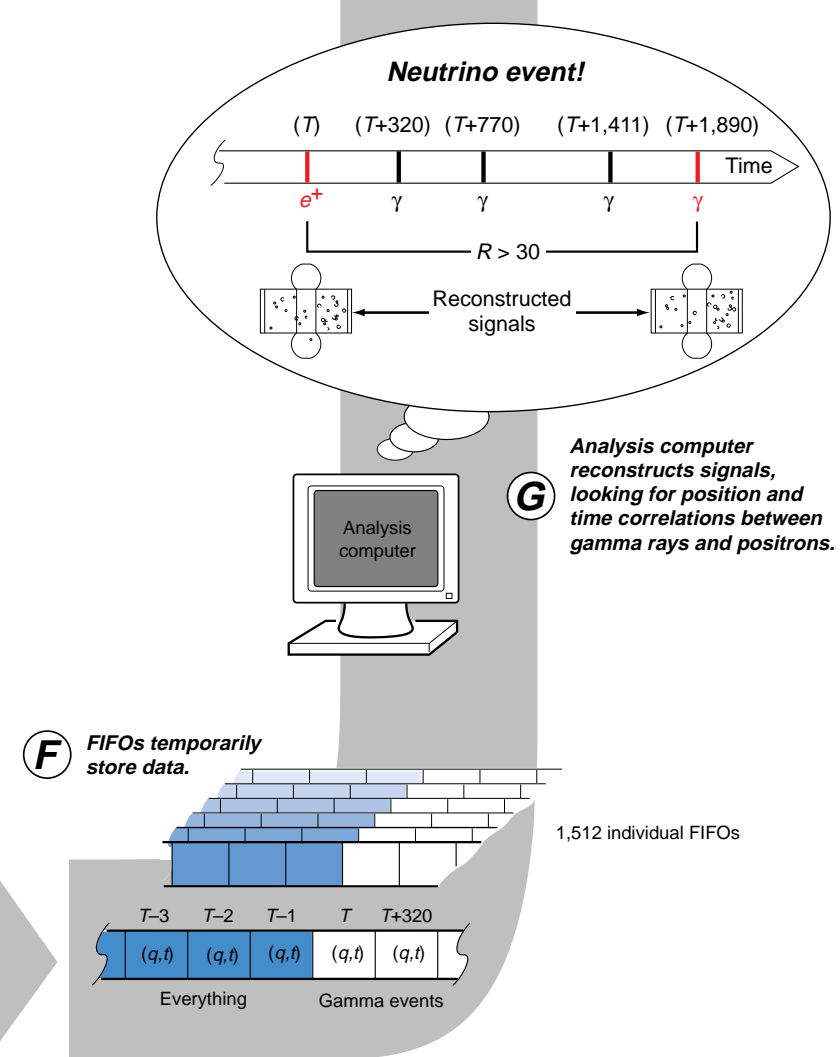 Neutrino event!
(T) (T+320) (T+770) (T+1,411) (T+1,890)
Time
e+ γ γ γ γ
R > 30
Reconstructed
signals
Analysis
computer
G
Analysis computer
reconstructs signals,
looking for position and
time correlations between
gamma rays and positrons.
F
FIFOs temporarily
store data.
1,512 individual FIFOs
T–3 T–2 T–1 T T+320
(q,t) (q,t) (q,t) (q,t) (q,t)
Everything Gamma events